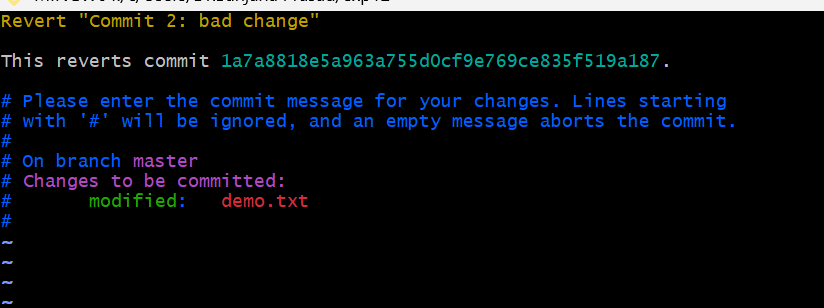 Revert "Commit 2: bad change"
This reverts commit 1a7a8818e5a963a755d0cf9e769ce835f519a187.
# Please enter the commit message for your changes. Lines starting
# with '#' will be ignored, and an empty message aborts the commit.
#
# On branch master
# Changes to be committed:
#       modified:   demo.txt
#
~
~
~
~